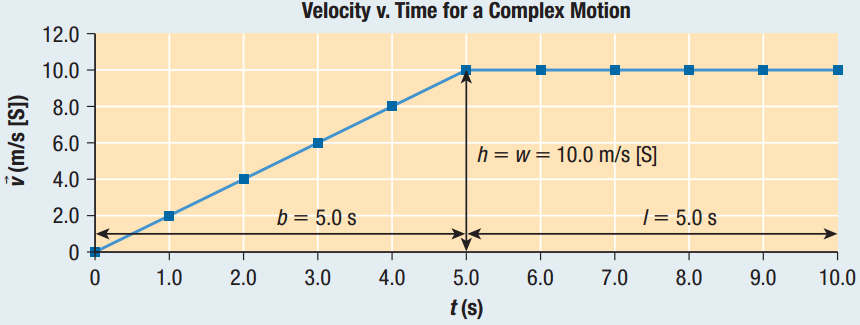 Velocity v. Time for a Complex Motion
12.0
10.0
8.0
6.0
4.0
2.0
0
v⃗ (m/s [S])
h = w = 10.0 m/s [S]
b = 5.0 s
l = 5.0 s
0 1.0 2.0 3.0 4.0 5.0 6.0 7.0 8.0 9.0 10.0
t (s)